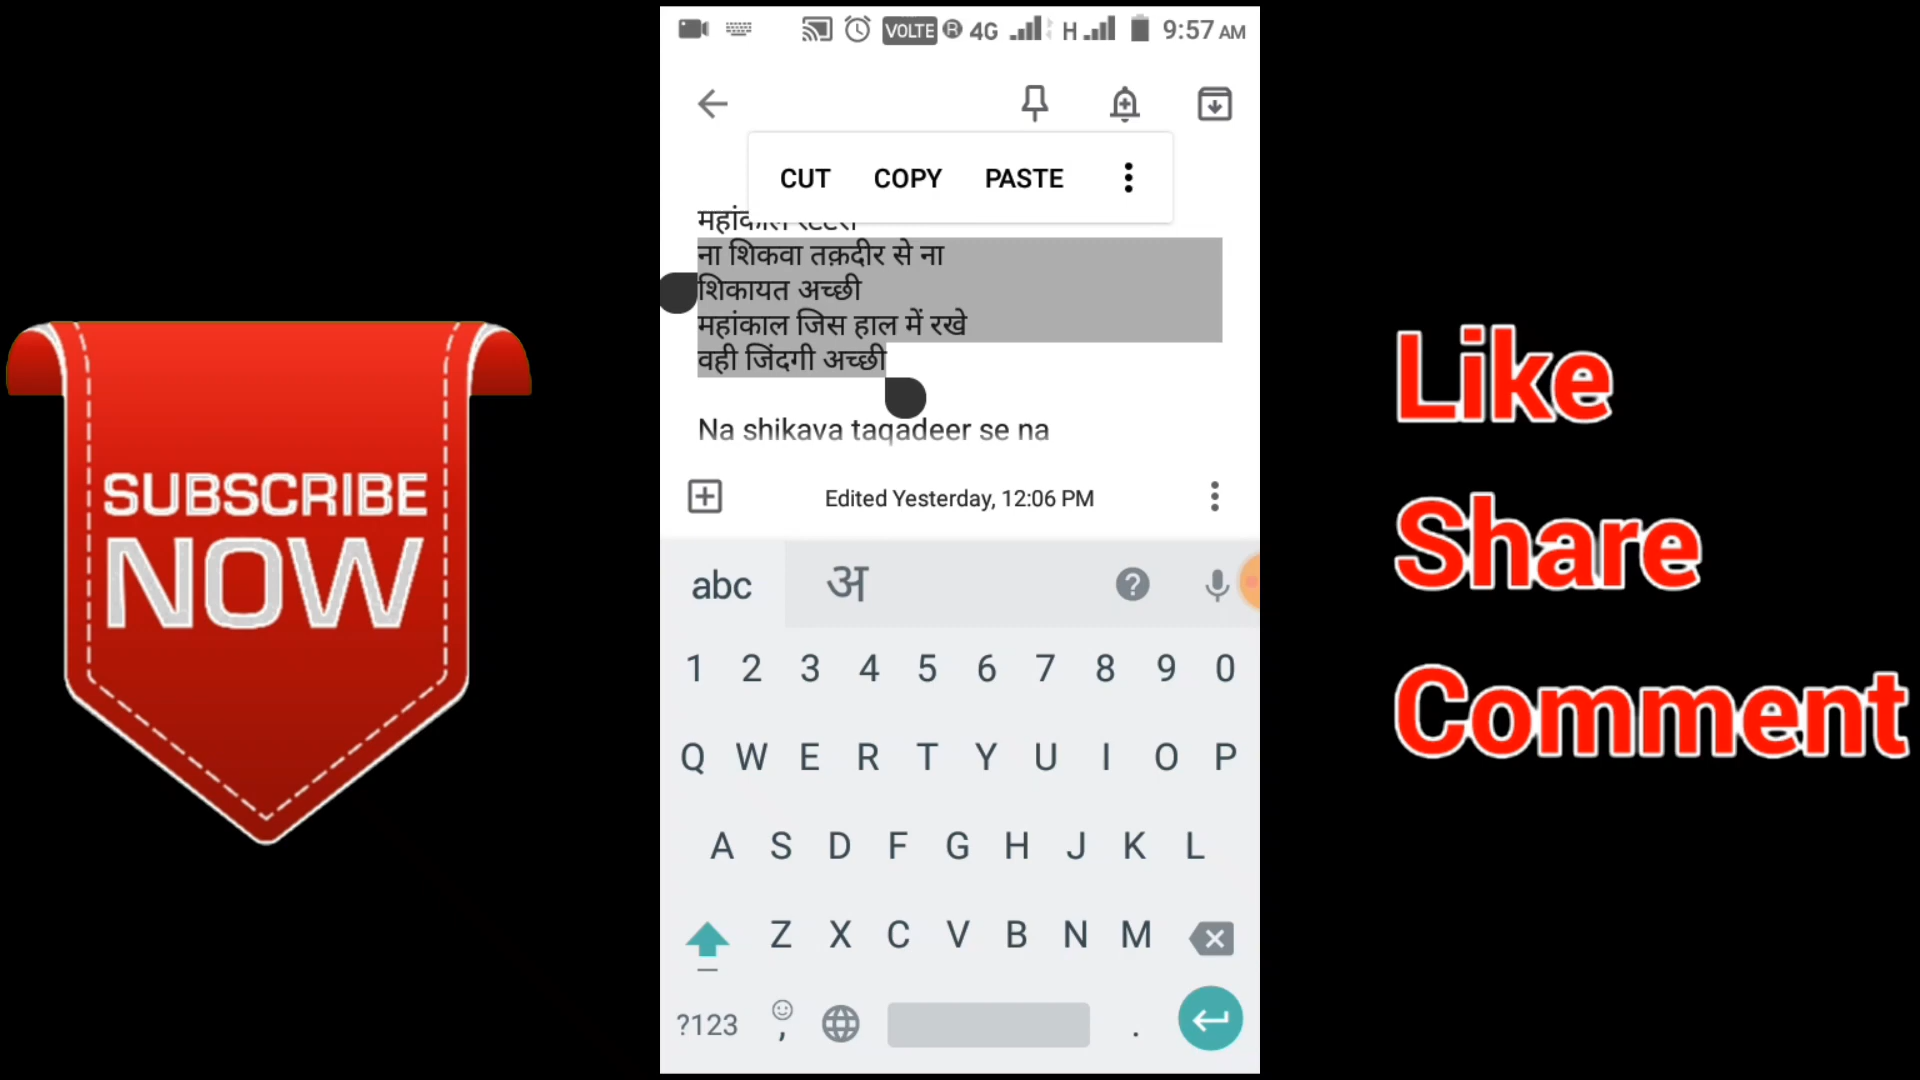 VOLTE R 4G H 9:57 AM
CUT COPY PASTE
ना शिकवा तक़दीर से ना
शिकायत अच्छी
महांकाल जिस हाल में रखे
वही जिंदगी अच्छी
Na shikava taqadeer se na
Edited Yesterday, 12:06 PM
abc अ ?
1 2 3 4 5 6 7 8 9 0
Q W E R T Y U I O P
A S D F G H J K L
Z X C V B N M
?123 , .
SUBSCRIBE
NOW
Like
Share
Comment